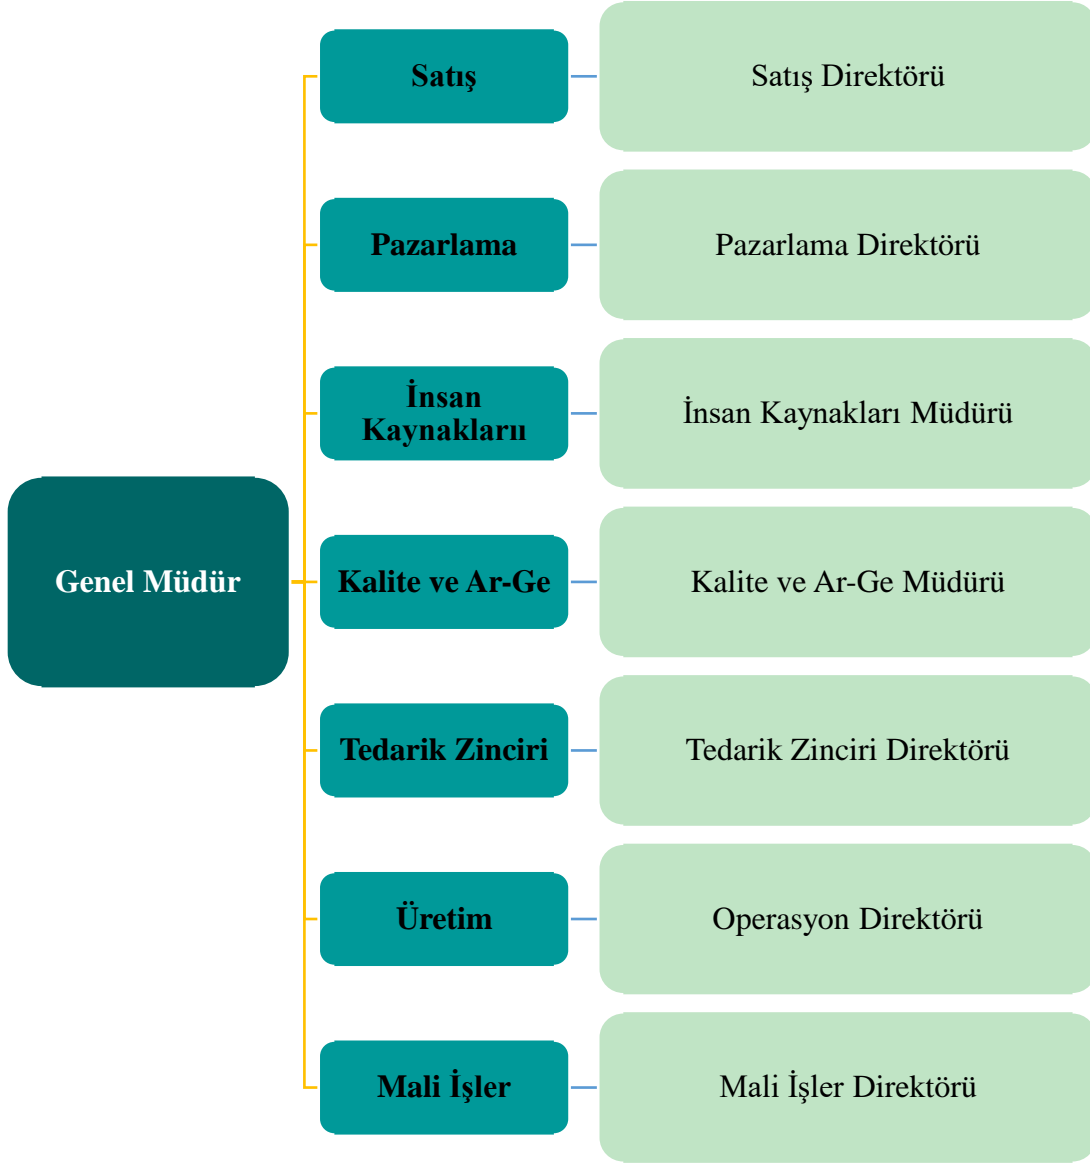 Satış
Satış Direktörü
Pazarlama
Pazarlama Direktörü
İnsan
Kaynaklarıı
İnsan Kaynakları Müdürü
Genel Müdür
Kalite ve Ar-Ge
Kalite ve Ar-Ge Müdürü
Tedarik Zinciri
Tedarik Zinciri Direktörü
Üretim
Operasyon Direktörü
Mali İşler
Mali İşler Direktörü